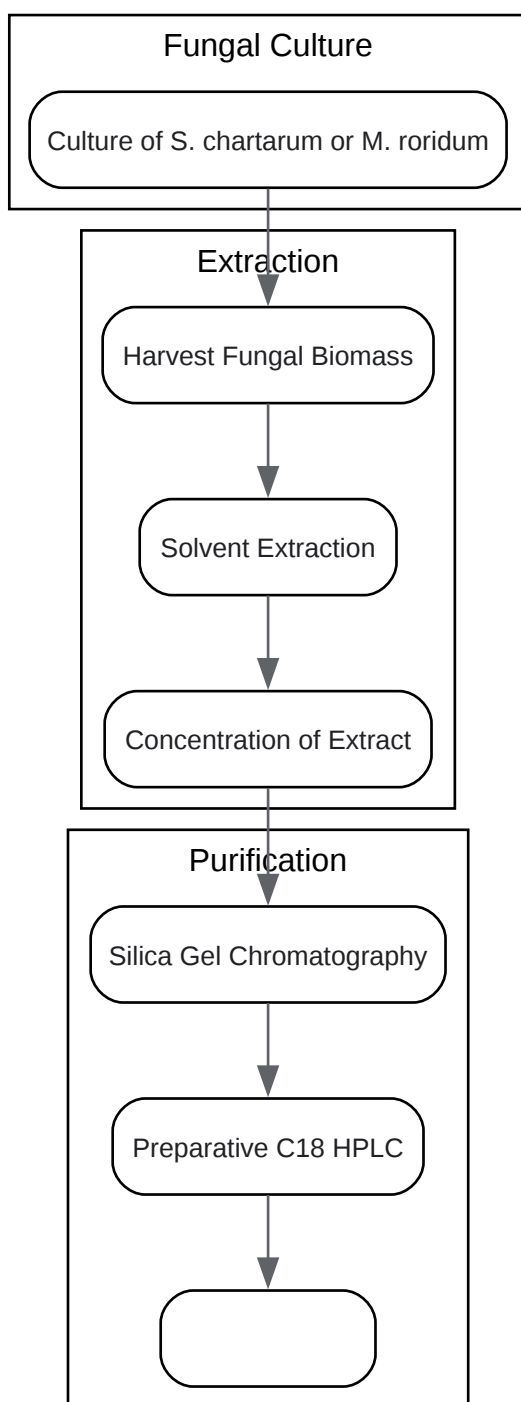 Fungal Culture
Culture of S. chartarum or M. roridum
Extraction
Harvest Fungal Biomass
Solvent Extraction
Concentration of Extract
Purification
Silica Gel Chromatography
Preparative C18 HPLC